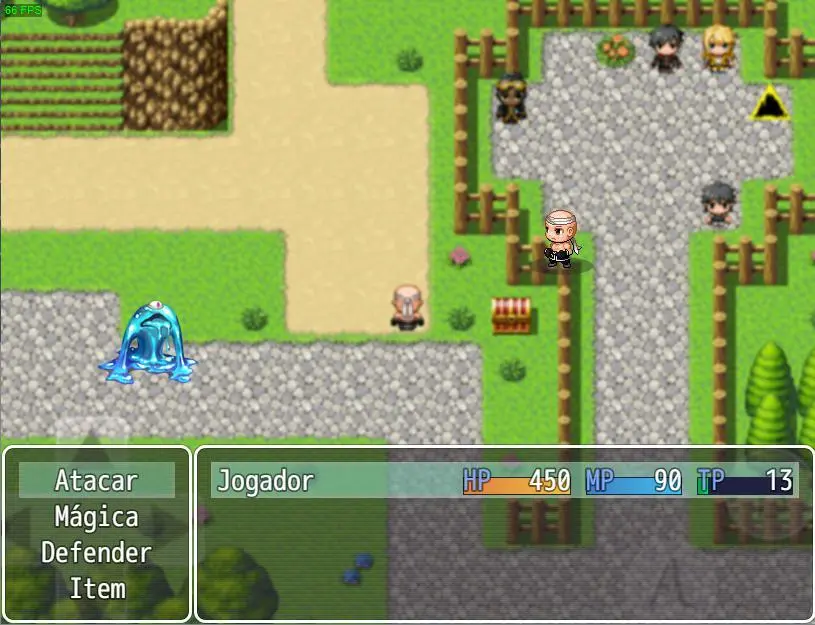 66 FPS
Atacar
Mágica
Defender
Item
Jogador HP 450 MP 90 TP 13